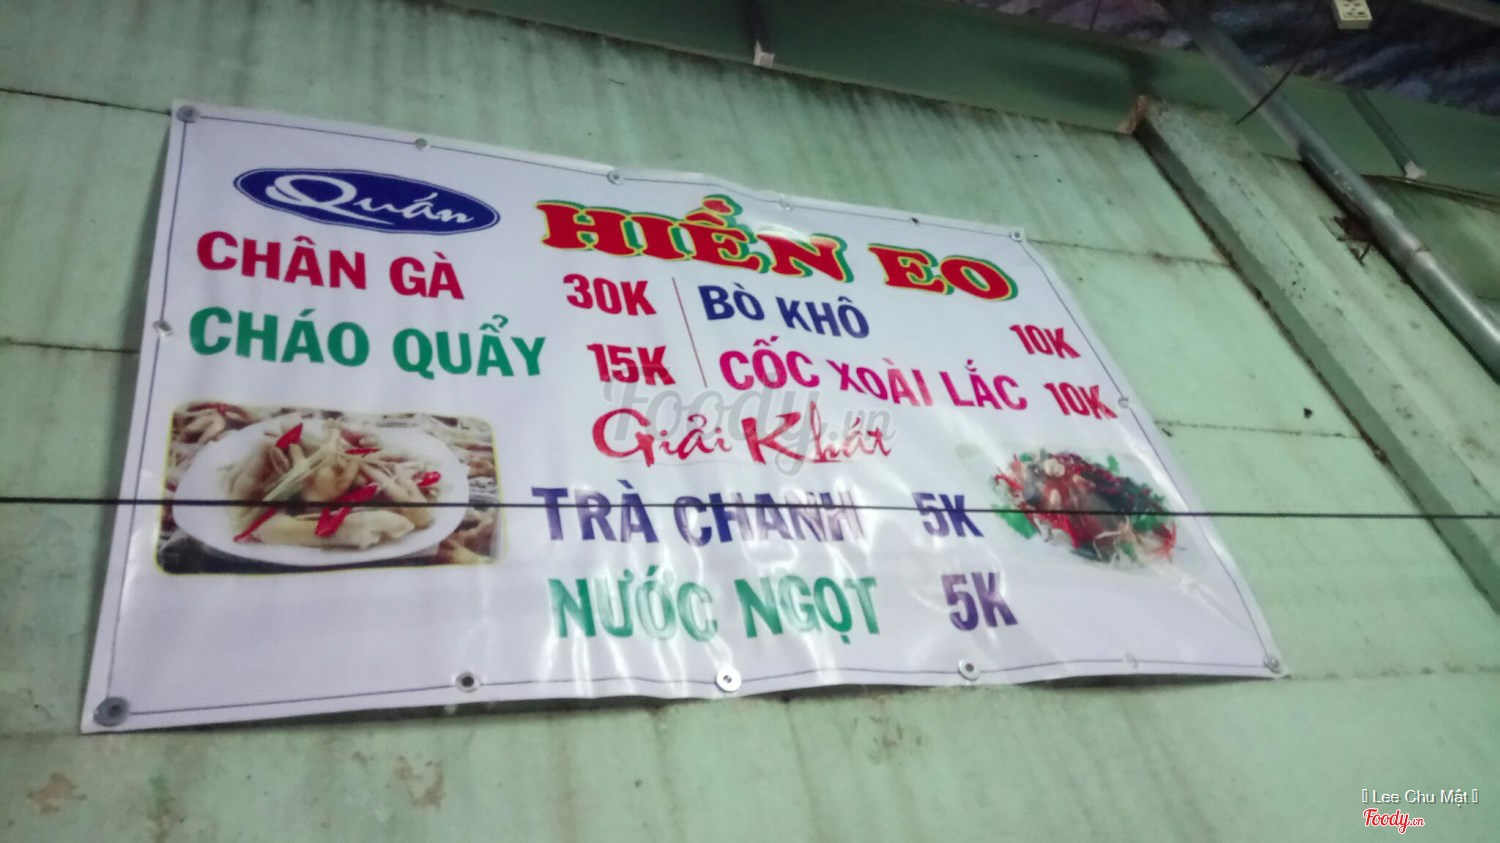 Quán
HIỀN EO
CHÂN GÀ 30K
CHÁO QUẨY 15K
BÒ KHÔ 10K
CỐC XOÀI LẮC 10K
Giải Khát
TRÀ CHANH 5K
NƯỚC NGỌT 5K
Foody.vn
Lee Chu Mật
Foody.vn